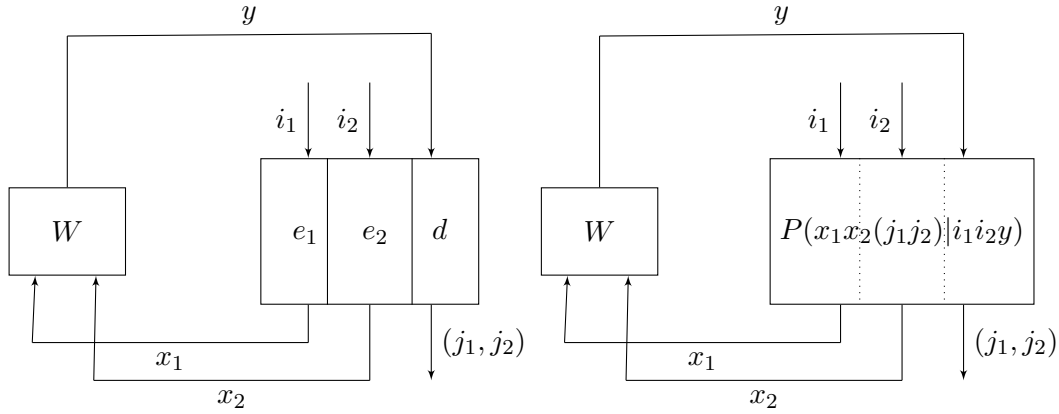 y
i₁ i₂
W e₁ e₂ d
(j₁, j₂)
x₁
x₂
y
i₁ i₂
W P(x₁x₂(j₁j₂)|i₁i₂y)
(j₁, j₂)
x₁
x₂